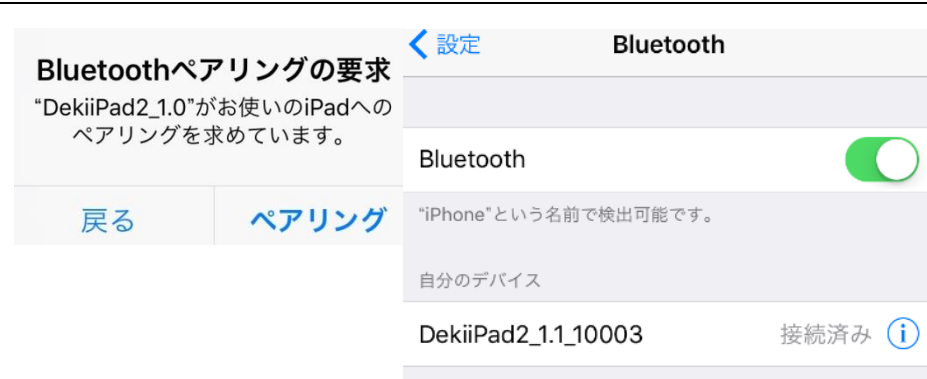 Bluetoothペアリングの要求
“DekiiPad2_1.0”がお使いのiPadへの
ペアリングを求めています。
戻る
ペアリング
設定
Bluetooth
Bluetooth
“iPhone”という名前で検出可能です。
自分のデバイス
DekiiPad2_1.1_10003
接続済み